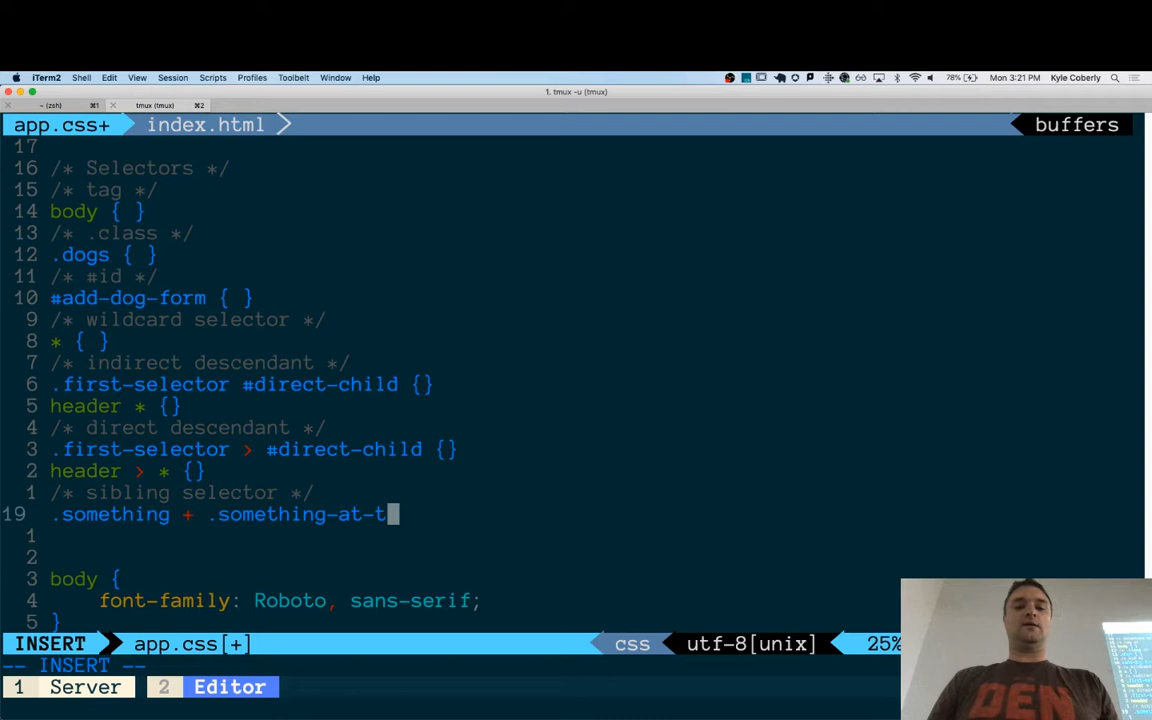 iTerm2 Shell Edit View Session Scripts Profiles Toolbelt Window Help 78% Mon 3:21 PM Kyle Coberly
1. tmux -u (tmux)
~ (zsh) ⌘1 tmux (tmux) ⌘2
app.css+ index.html buffers
17
16 /* Selectors */
15 /* tag */
14 body { }
13 /* .class */
12 .dogs { }
11 /* #id */
10 #add-dog-form { }
9 /* wildcard selector */
8 * { }
7 /* indirect descendant */
6 .first-selector #direct-child {}
5 header * {}
4 /* direct descendant */
3 .first-selector > #direct-child {}
2 header > * {}
1 /* sibling selector */
19 .something + .something-at-t
1
2
3 body {
4 font-family: Roboto, sans-serif;
5 }
INSERT app.css[+] css utf-8[unix] 25%
-- INSERT --
1 Server 2 Editor
DEN